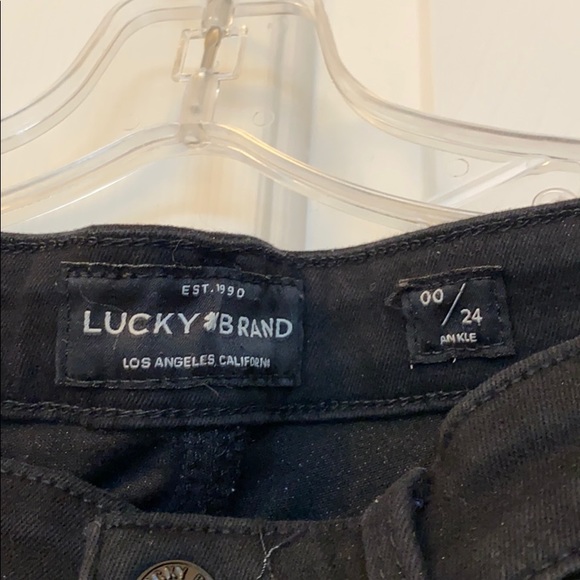 EST. 1990
LUCKY BRAND
LOS ANGELES, CALIFORNIA
00/24
ANKLE